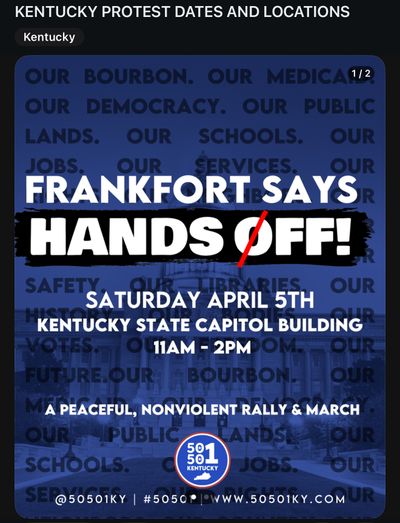 KENTUCKY PROTEST DATES AND LOCATIONS
Kentucky
1/2
OUR BOURBON. OUR MEDICAID.
OUR DEMOCRACY. OUR PUBLIC
LANDS. OUR SCHOOLS. OUR
JOBS. OUR SERVICES. OUR
FRANKFORT SAYS
HANDS OFF!
SAFETY. OUR LIBRARIES. OUR
SATURDAY APRIL 5TH
KENTUCKY STATE CAPITOL BUILDING
VOTES.
11AM - 2PM
FUTURE.OUR BOURBON. OUR
A PEACEFUL, NONVIOLENT RALLY & MARCH
OUR PUBLIC LANDS. OUR
SCHOOLS. JOBS. OUR
50
50
1
KENTUCKY
SERVICES. OUR
@50501KY | #50501 | WWW.50501KY.COM